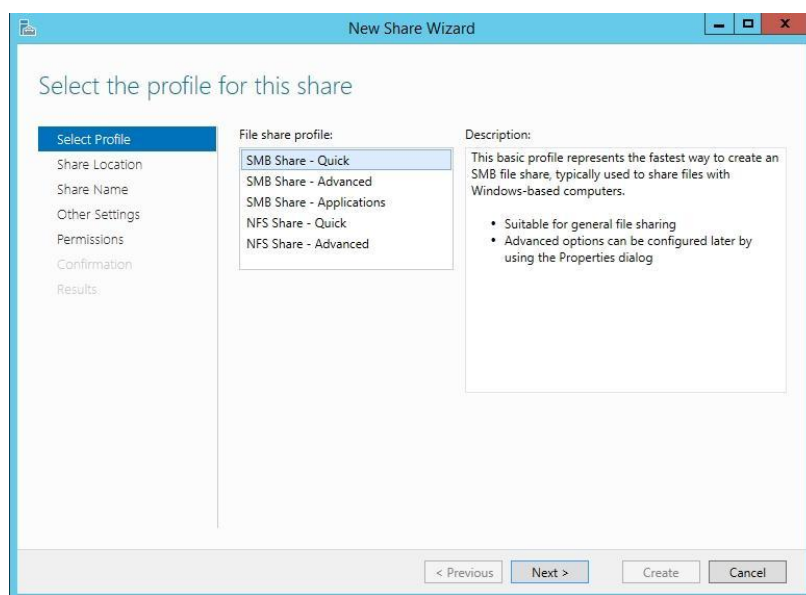 New Share Wizard
Select the profile for this share
Select Profile
Share Location
Share Name
Other Settings
Permissions
Confirmation
Results
File share profile:
SMB Share - Quick
SMB Share - Advanced
SMB Share - Applications
NFS Share - Quick
NFS Share - Advanced
Description:
This basic profile represents the fastest way to create an
SMB file share, typically used to share files with
Windows-based computers.
• Suitable for general file sharing
• Advanced options can be configured later by
using the Properties dialog
< Previous
Next >
Create
Cancel